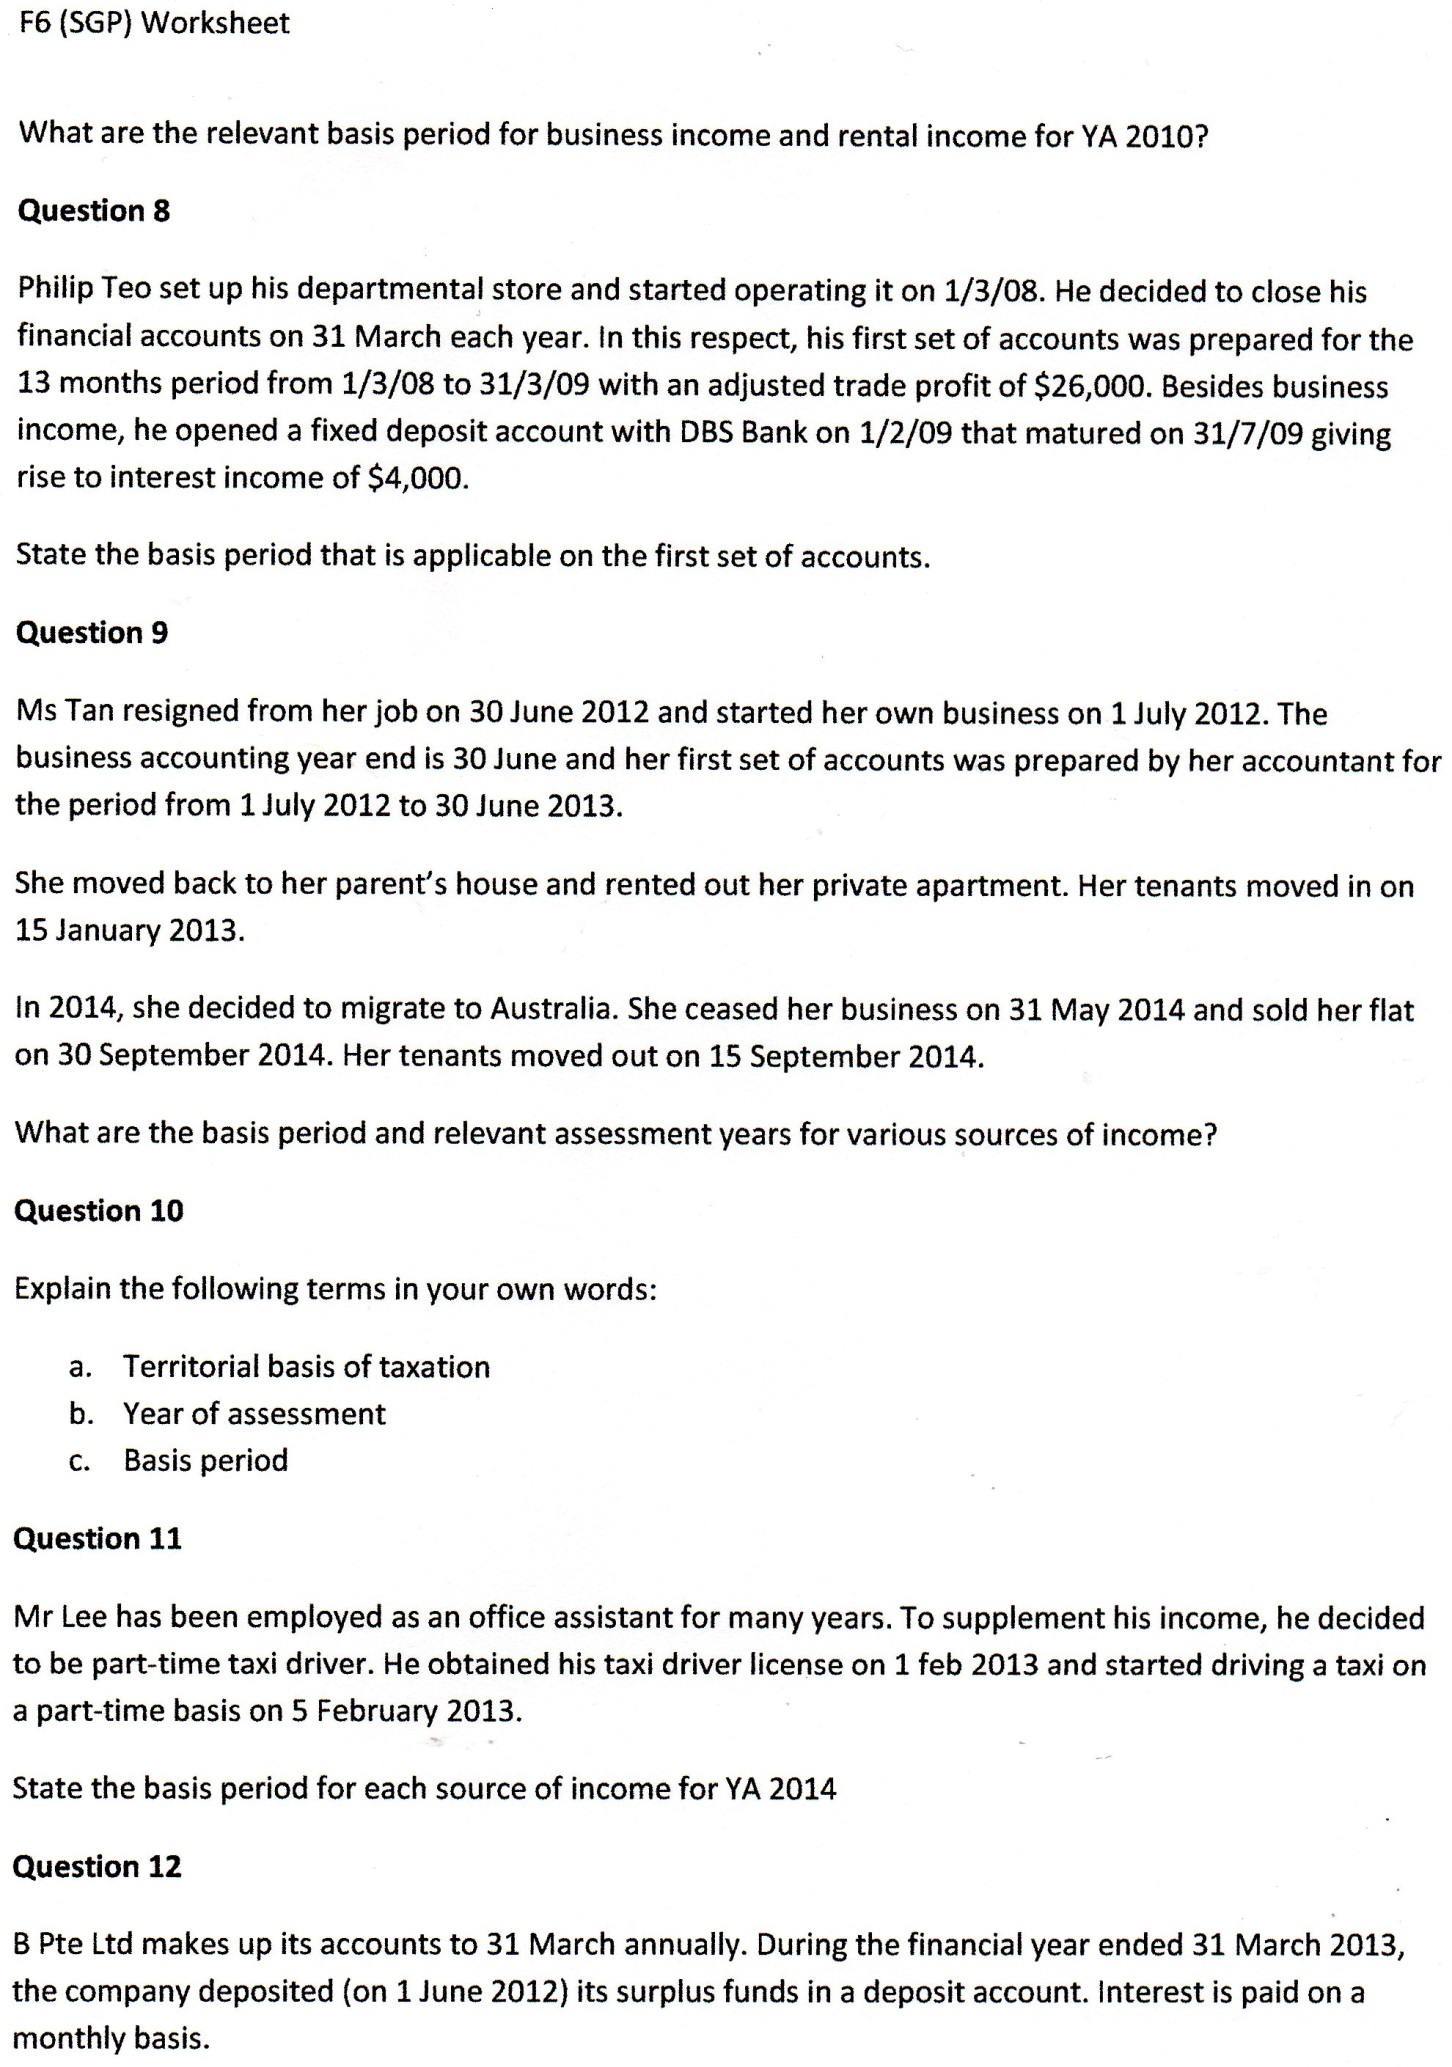 F6 (SGP) Worksheet
What are the relevant basis period for business income and rental income for YA 2010?
Question 8
Philip Teo set up his departmental store and started operating it on 1/3/08. He decided to close his
financial accounts on 31 March each year. In this respect, his first set of accounts was prepared for the
13 months period from 1/3/08 to 31/3/09 with an adjusted trade profit of $26,000. Besides business
income, he opened a fixed deposit account with DBS Bank on 1/2/09 that matured on 31/7/09 giving
rise to interest income of $4,000.
State the basis period that is applicable on the first set of accounts.
Question 9
Ms Tan resigned from her job on 30 June 2012 and started her own business on 1 July 2012. The
business accounting year end is 30 June and her first set of accounts was prepared by her accountant for
the period from 1 July 2012 to 30 June 2013.
She moved back to her parent's house and rented out her private apartment. Her tenants moved in on
15 January 2013.
In 2014, she decided to migrate to Australia. She ceased her business on 31 May 2014 and sold her flat
on 30 September 2014. Her tenants moved out on 15 September 2014.
What are the basis period and relevant assessment years for various sources of income?
Question 10
Explain the following terms in your own words:
a. Territorial basis of taxation
b. Year of assessment
c. Basis period
Question 11
Mr Lee has been employed as an office assistant for many years. To supplement his income, he decided
to be part-time taxi driver. He obtained his taxi driver license on 1 feb 2013 and started driving a taxi on
a part-time basis on 5 February 2013.
State the basis period for each source of income for YA 2014
Question 12
B Pte Ltd makes up its accounts to 31 March annually. During the financial year ended 31 March 2013,
the company deposited (on 1 June 2012) its surplus funds in a deposit account. Interest is paid on a
monthly basis.